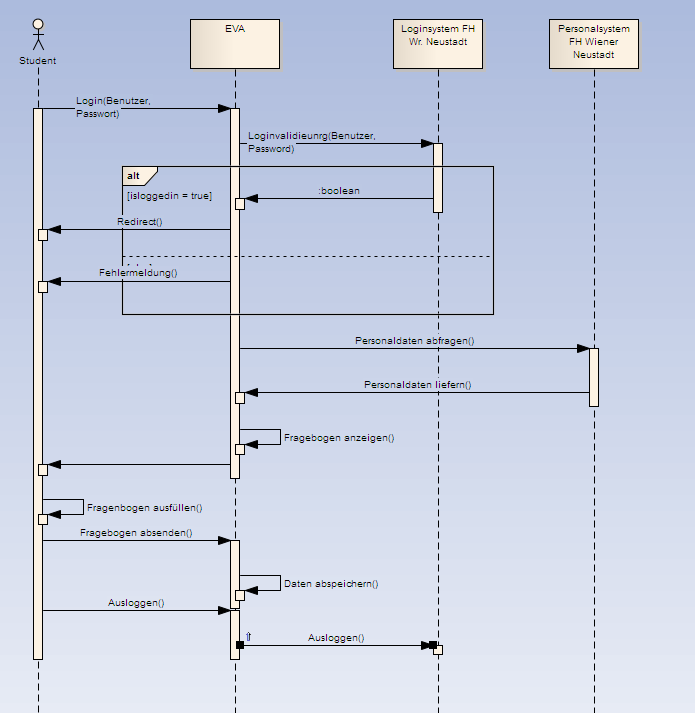 Student
EVA
Loginsystem FH
Wr. Neustadt
Personalsystem
FH Wiener
Neustadt
Login(Benutzer,
Passwort)
Loginvalidieunrg(Benutzer,
Password)
alt
[isloggedin = true]
:boolean
Redirect()
Fehlermeldung()
Personaldaten abfragen()
Personaldaten liefern()
Fragebogen anzeigen()
Fragenbogen ausfüllen()
Fragebogen absenden()
Daten abspeichern()
Ausloggen()
Ausloggen()